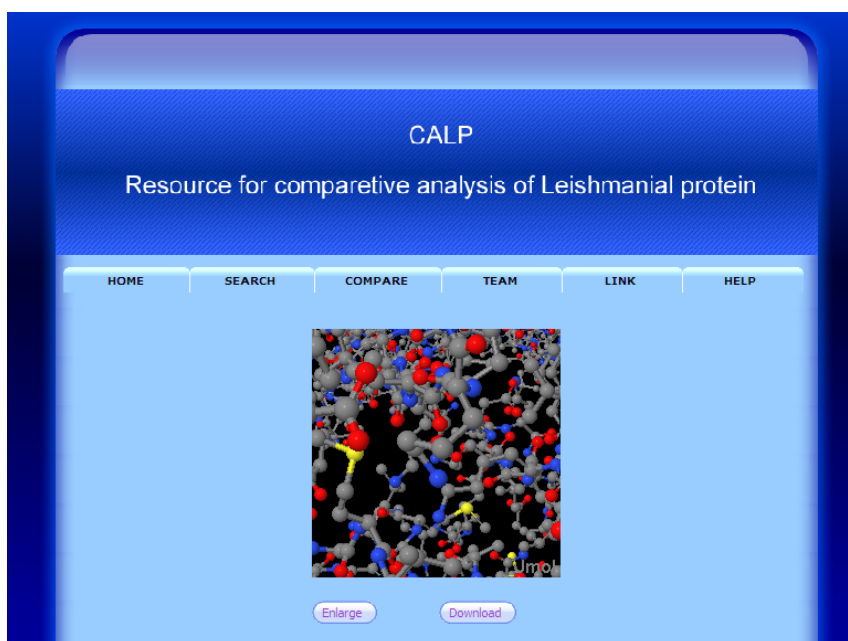 CALP
Resource for comparetive analysis of Leishmanial protein
HOME SEARCH COMPARE TEAM LINK HELP
Jmol
Enlarge Download